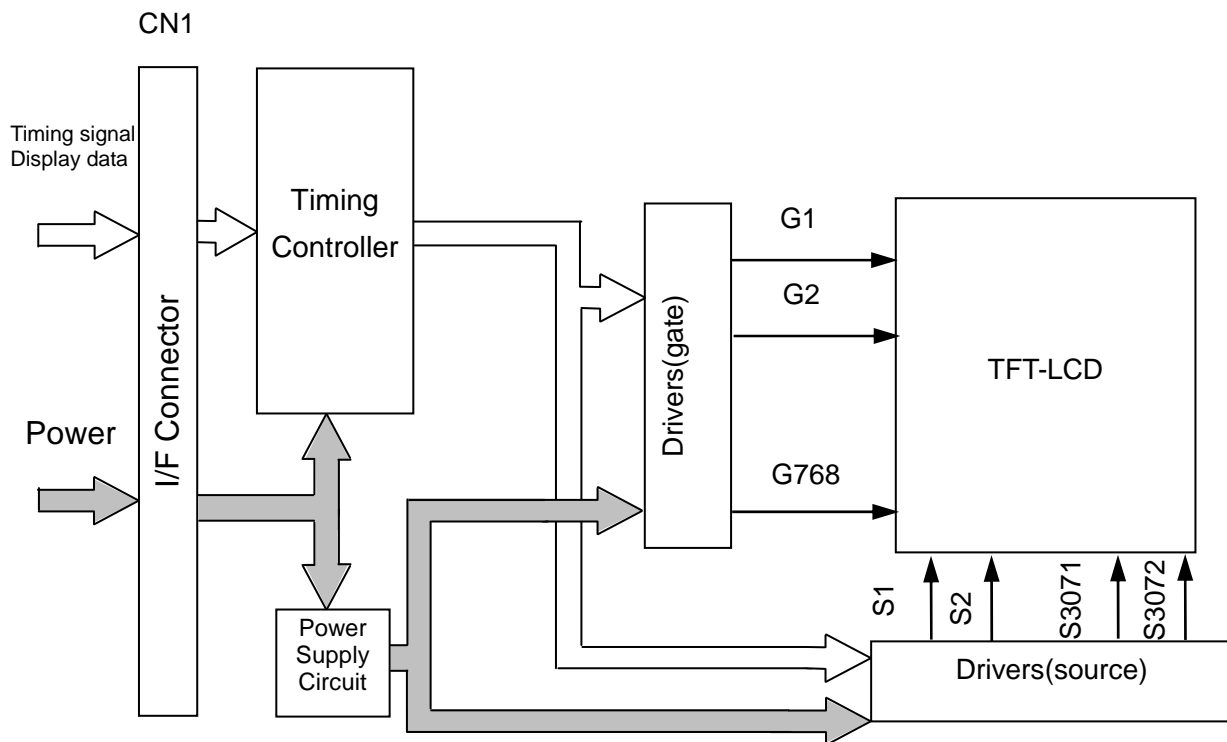 CN1
Timing signal
Display data
Power
I/F Connector
Timing
Controller
Power
Supply
Circuit
Drivers(gate)
G1
G2
G768
TFT-LCD
S1
S2
S3071
S3072
Drivers(source)